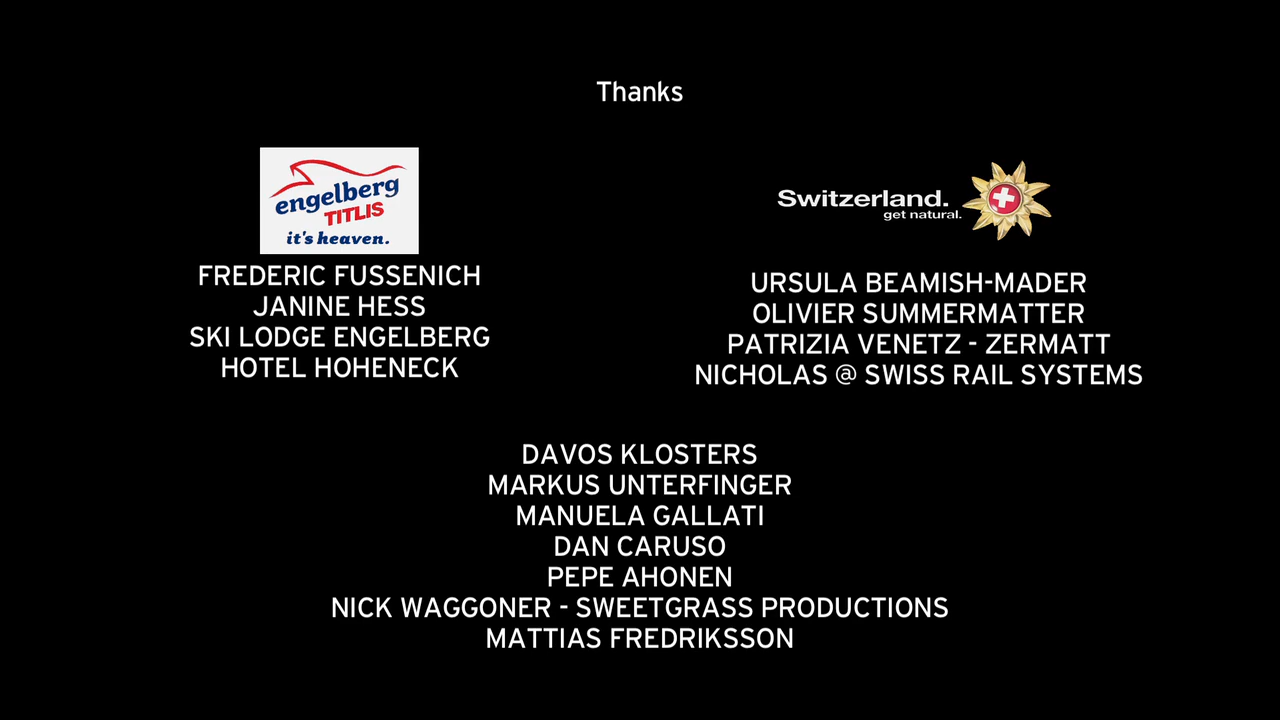 Thanks
engelberg
TITLIS
it's heaven.
FREDERIC FUSSENICH
JANINE HESS
SKI LODGE ENGELBERG
HOTEL HOHENECK
Switzerland.
get natural.
URSULA BEAMISH-MADER
OLIVIER SUMMERMATTER
PATRIZIA VENETZ - ZERMATT
NICHOLAS @ SWISS RAIL SYSTEMS
DAVOS KLOSTERS
MARKUS UNTERFINGER
MANUELA GALLATI
DAN CARUSO
PEPE AHONEN
NICK WAGGONER - SWEETGRASS PRODUCTIONS
MATTIAS FREDRIKSSON